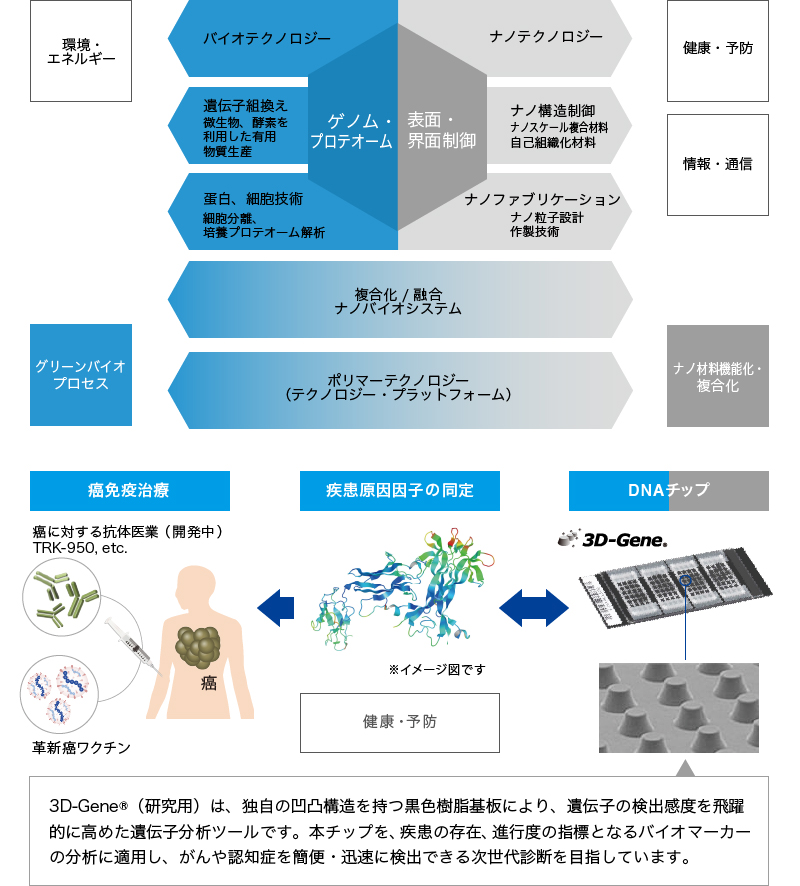 環境・
エネルギー
バイオテクノロジー
ナノテクノロジー
健康・予防
遺伝子組換え
微生物、酵素を
利用した有用
物質生産
ゲノム・
プロテオーム
表面・
界面制御
ナノ構造制御
ナノスケール複合材料
自己組織化材料
情報・通信
蛋白、細胞技術
細胞分離、
培養プロテオーム解析
ナノファブリケーション
ナノ粒子設計
作製技術
複合化 / 融合
ナノバイオシステム
グリーンバイオ
プロセス
ポリマーテクノロジー
（テクノロジー・プラットフォーム）
ナノ材料機能化・
複合化
癌免疫治療
疾患原因因子の同定
DNAチップ
癌に対する抗体医業（開発中）
TRK-950, etc.
3D-Gene®
癌
※イメージ図です
健康・予防
革新癌ワクチン
3D-Gene®（研究用）は、独自の凹凸構造を持つ黒色樹脂基板により、遺伝子の検出感度を飛躍
的に高めた遺伝子分析ツールです。本チップを、疾患の存在、進行度の指標となるバイオマーカー
の分析に適用し、がんや認知症を簡便・迅速に検出できる次世代診断を目指しています。